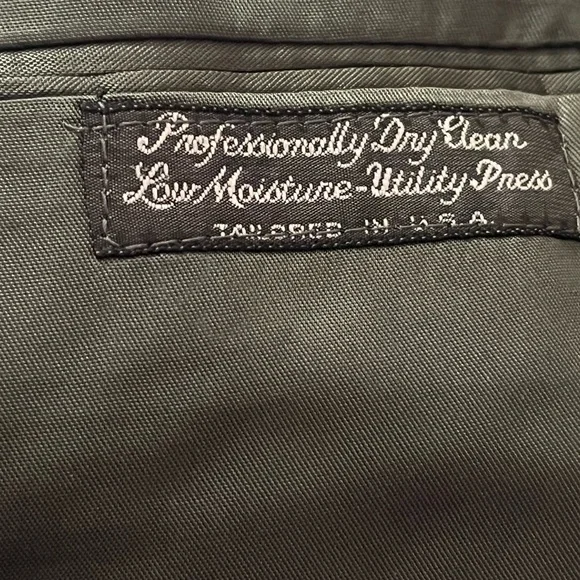 Professionally Dry Clean
Low Moisture-Utility Press
TAILORED IN U.S.A.